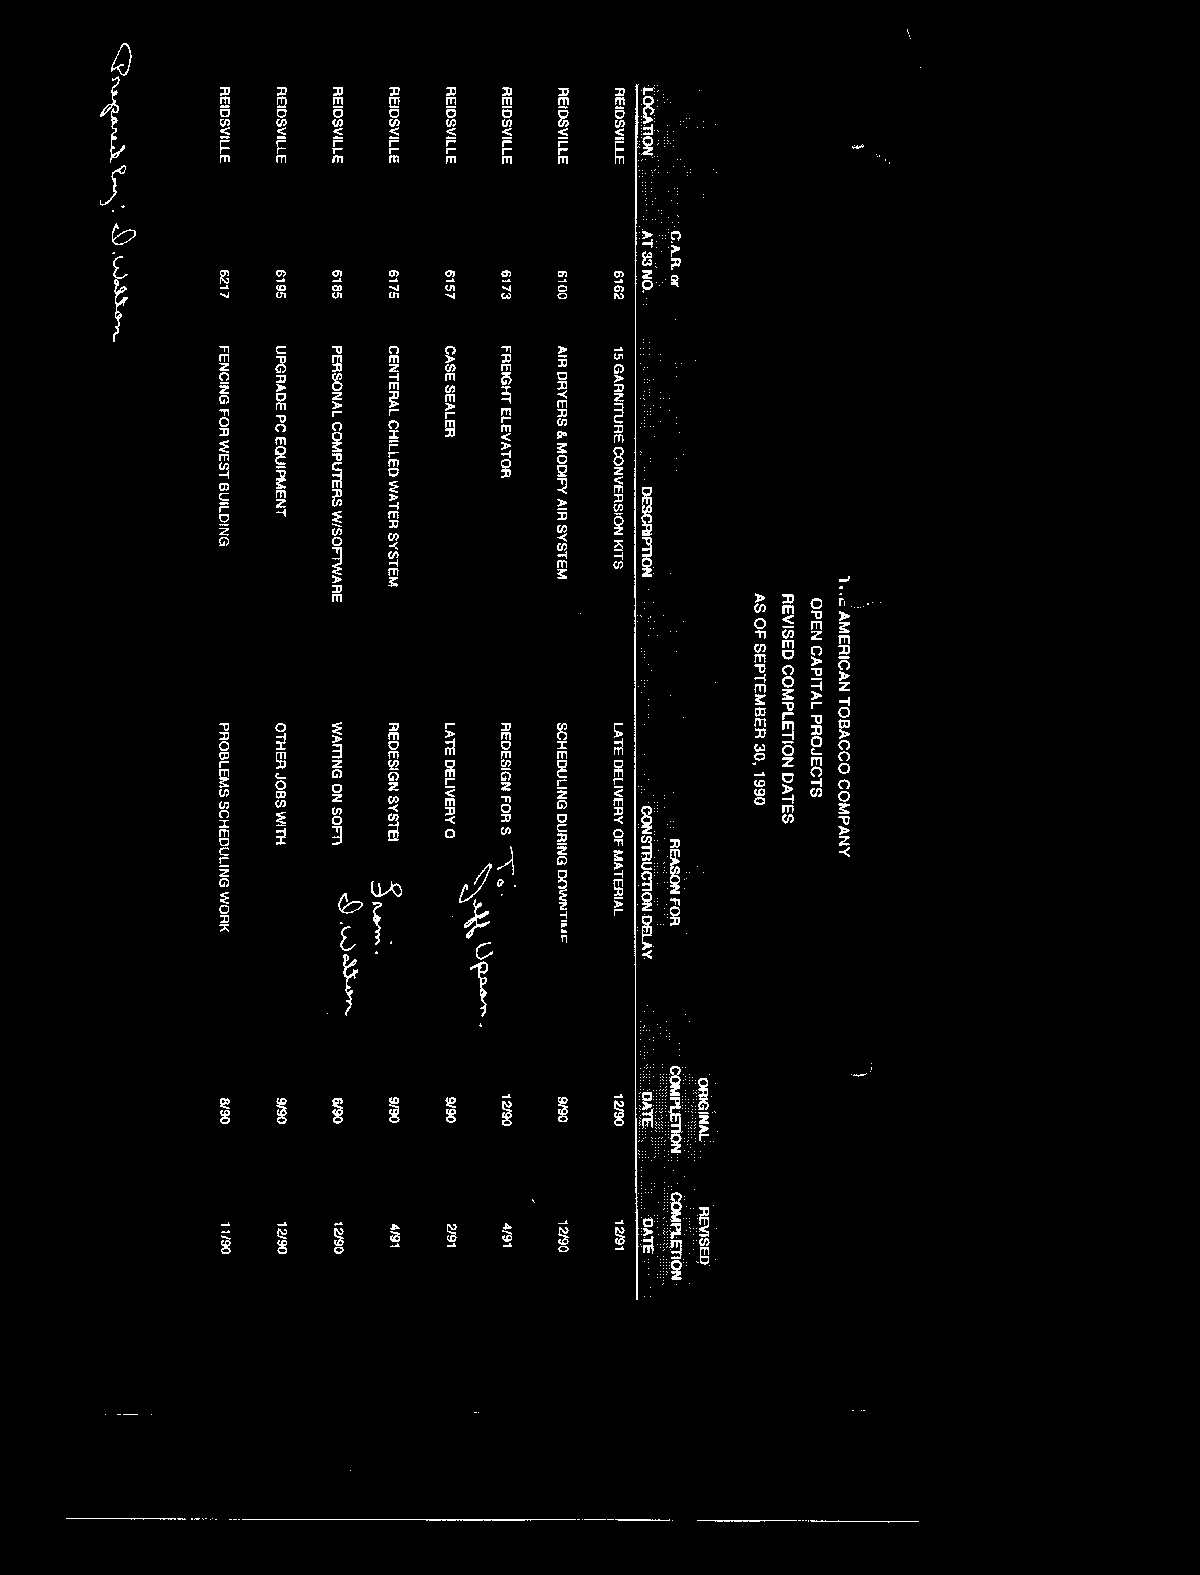 THE AMERICAN TOBACCO COMPANY
OPEN CAPITAL PROJECTS
REVISED COMPLETION DATES
AS OF SEPTEMBER 30, 1990
ORIGINAL REVISED
C.A.R. or REASON FOR COMPLETION COMPLETION
LOCATION AT 33 NO. DESCRIPTION CONSTRUCTION DELAY DATE DATE
REIDSVILLE 6162 15 GARNITURE CONVERSION KITS LATE DELIVERY OF MATERIAL 12/90 12/91
REIDSVILLE 6100 AIR DRYERS & MODIFY AIR SYSTEM SCHEDULING DURING DOWNTIME 9/90 12/90
REIDSVILLE 6173 FREIGHT ELEVATOR REDESIGN FOR S 12/90 4/91
REIDSVILLE 6157 CASE SEALER LATE DELIVERY O 9/90 2/91
REIDSVILLE 6175 CENTERAL CHILLED WATER SYSTEM REDESIGN SYSTE 9/90 4/91
REIDSVILLE 6185 PERSONAL COMPUTERS W/SOFTWARE WAITING ON SOFT 6/90 12/90
REIDSVILLE 6195 UPGRADE PC EQUIPMENT OTHER JOBS WITH 9/90 12/90
REIDSVILLE 6217 FENCING FOR WEST BUILDING PROBLEMS SCHEDULING WORK 8/90 11/90
To:
Jeff Upson.
From:
D. Walton
Prepared by: D. Walton